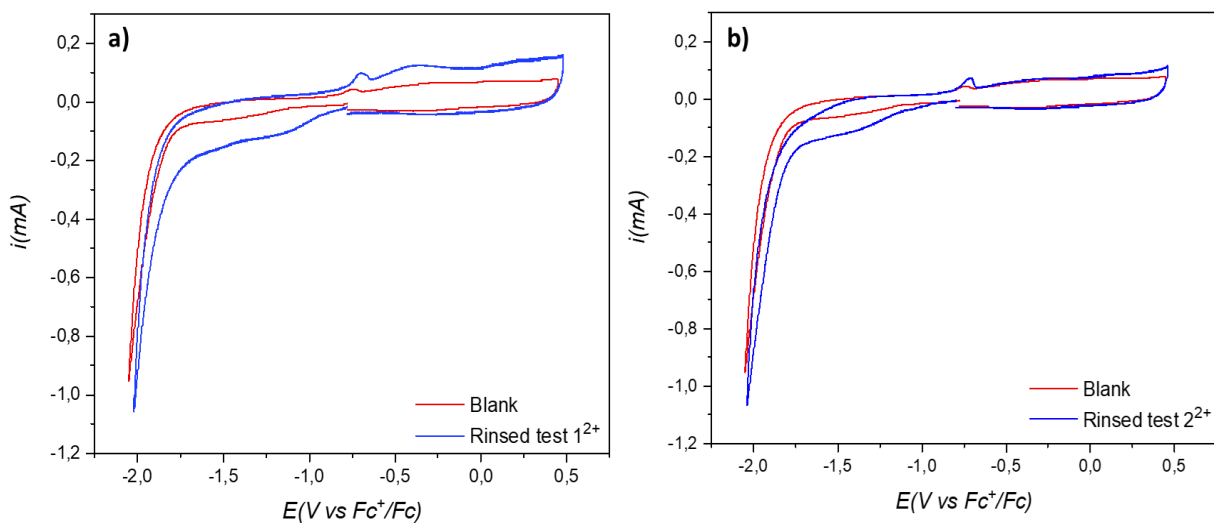 a)
0,2
0,0
-0,2
-0,4
-0,6
-0,8
-1,0
-1,2
i(mA)
Blank
Rinsed test 1²⁺
-2,0 -1,5 -1,0 -0,5 0,0 0,5
E(V vs Fc⁺/Fc)
b)
0,2
0,0
-0,2
-0,4
-0,6
-0,8
-1,0
-1,2
i(mA)
Blank
Rinsed test 2²⁺
-2,0 -1,5 -1,0 -0,5 0,0 0,5
E(V vs Fc⁺/Fc)